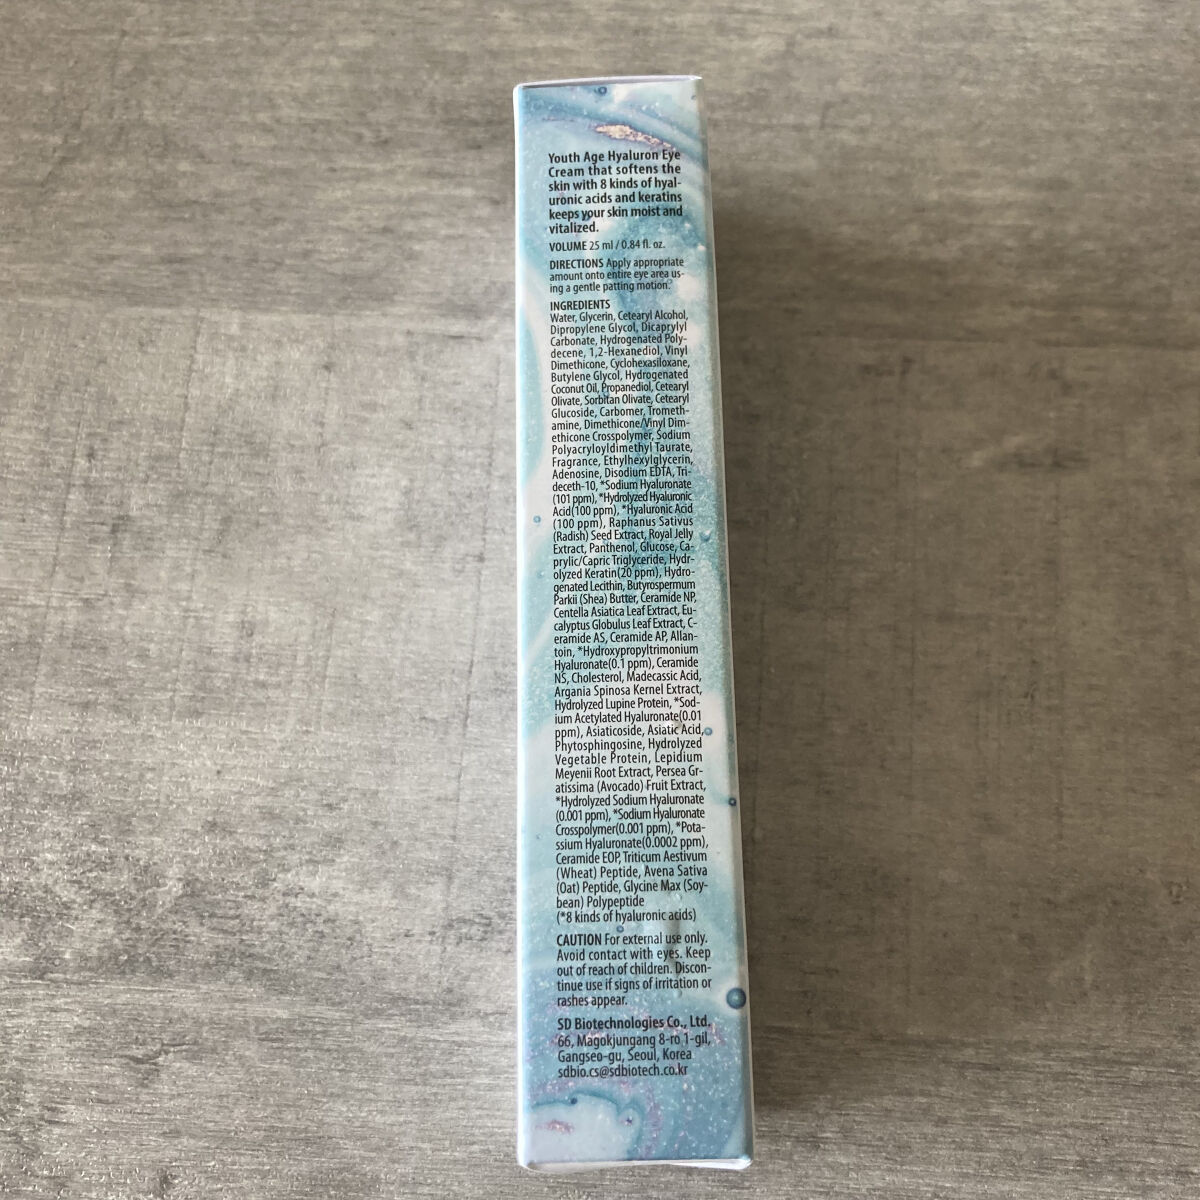 Youth Age Hyaluron Eye
Cream that softens the
skin with 8 kinds of hyal-
uronic acids and keratins
keeps your skin moist and
vitalized.
VOLUME 25 ml / 0.84 fl. oz.
DIRECTIONS Apply appropriate
amount onto entire eye area us-
ing a gentle patting motion.
INGREDIENTS
Water, Glycerin, Cetearyl Alcohol,
Dipropylene Glycol, Dicaprylyl
Carbonate, Hydrogenated Poly-
decene, 1,2-Hexanediol, Vinyl
Dimethicone, Cyclohexasiloxane,
Butylene Glycol, Hydrogenated
Coconut Oil, Propanediol, Cetearyl
Olivate, Sorbitan Olivate, Cetearyl
Glucoside, Carbomer, Trometh-
amine, Dimethicone/Vinyl Dim-
ethicone Crosspolymer, Sodium
Polyacryloyldimethyl Taurate,
Fragrance, Ethylhexylglycerin,
Adenosine, Disodium EDTA, Tri-
deceth-10, *Sodium Hyaluronate
(101 ppm), *Hydrolyzed Hyaluronic
Acid(100 ppm), *Hyaluronic Acid
(100 ppm), Raphanus Sativus
(Radish) Seed Extract, Royal Jelly
Extract, Panthenol, Glucose, Ca-
prylic/Capric Triglyceride, Hydr-
olyzed Keratin(20 ppm), Hydro-
genated Lecithin, Butyrospermum
Parkii (Shea) Butter, Ceramide NP,
Centella Asiatica Leaf Extract, Eu-
calyptus Globulus Leaf Extract, C-
eramide AS, Ceramide AP, Allan-
toin, *Hydroxypropyltrimonium
Hyaluronate(0.1 ppm), Ceramide
NS, Cholesterol, Madecassic Acid,
Argania Spinosa Kernel Extract,
Hydrolyzed Lupine Protein, *Sod-
ium Acetylated Hyaluronate(0.01
ppm), Asiaticoside, Asiatic Acid,
Phytosphingosine, Hydrolyzed
Vegetable Protein, Lepidium
Meyenii Root Extract, Persea Gr-
atissima (Avocado) Fruit Extract,
*Hydrolyzed Sodium Hyaluronate
(0.001 ppm), *Sodium Hyaluronate
Crosspolymer(0.001 ppm), *Pota-
ssium Hyaluronate(0.0002 ppm),
Ceramide EOP, Triticum Aestivum
(Wheat) Peptide, Avena Sativa
(Oat) Peptide, Glycine Max (Soy-
bean) Polypeptide
(*8 kinds of hyaluronic acids)
CAUTION For external use only.
Avoid contact with eyes. Keep
out of reach of children. Discon-
tinue use if signs of irritation or
rashes appear.
SD Biotechnologies Co., Ltd.
66, Magokjungang 8-ro 1-gil,
Gangseo-gu, Seoul, Korea
sdbio.cs@sdbiotech.co.kr